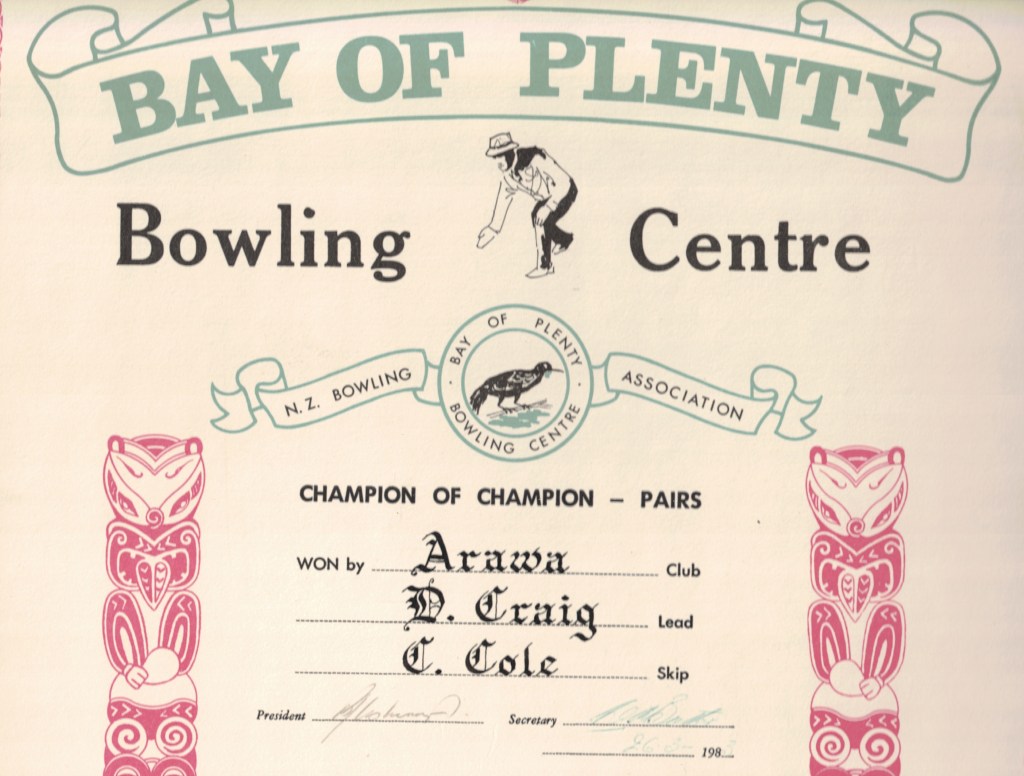 BAY OF PLENTY
Bowling Centre
N.Z. BOWLING ASSOCIATION
BAY OF PLENTY
BOWLING CENTRE
CHAMPION OF CHAMPION – PAIRS
WON by Arawa Club
D. Craig Lead
C. Cole Skip
President Secretary
198